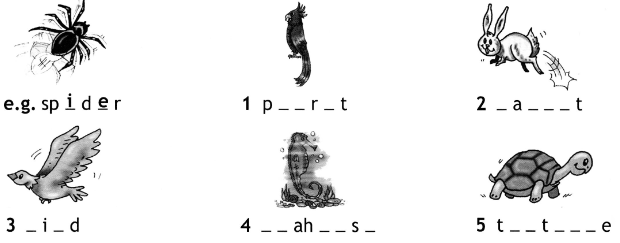 e.g. sp i d e r 1 p _ _ r _ t 2 _ a _ _ _ t
3 _ i _ d 4 _ _ ah _ _ s _ 5 t _ _ t _ _ _ e